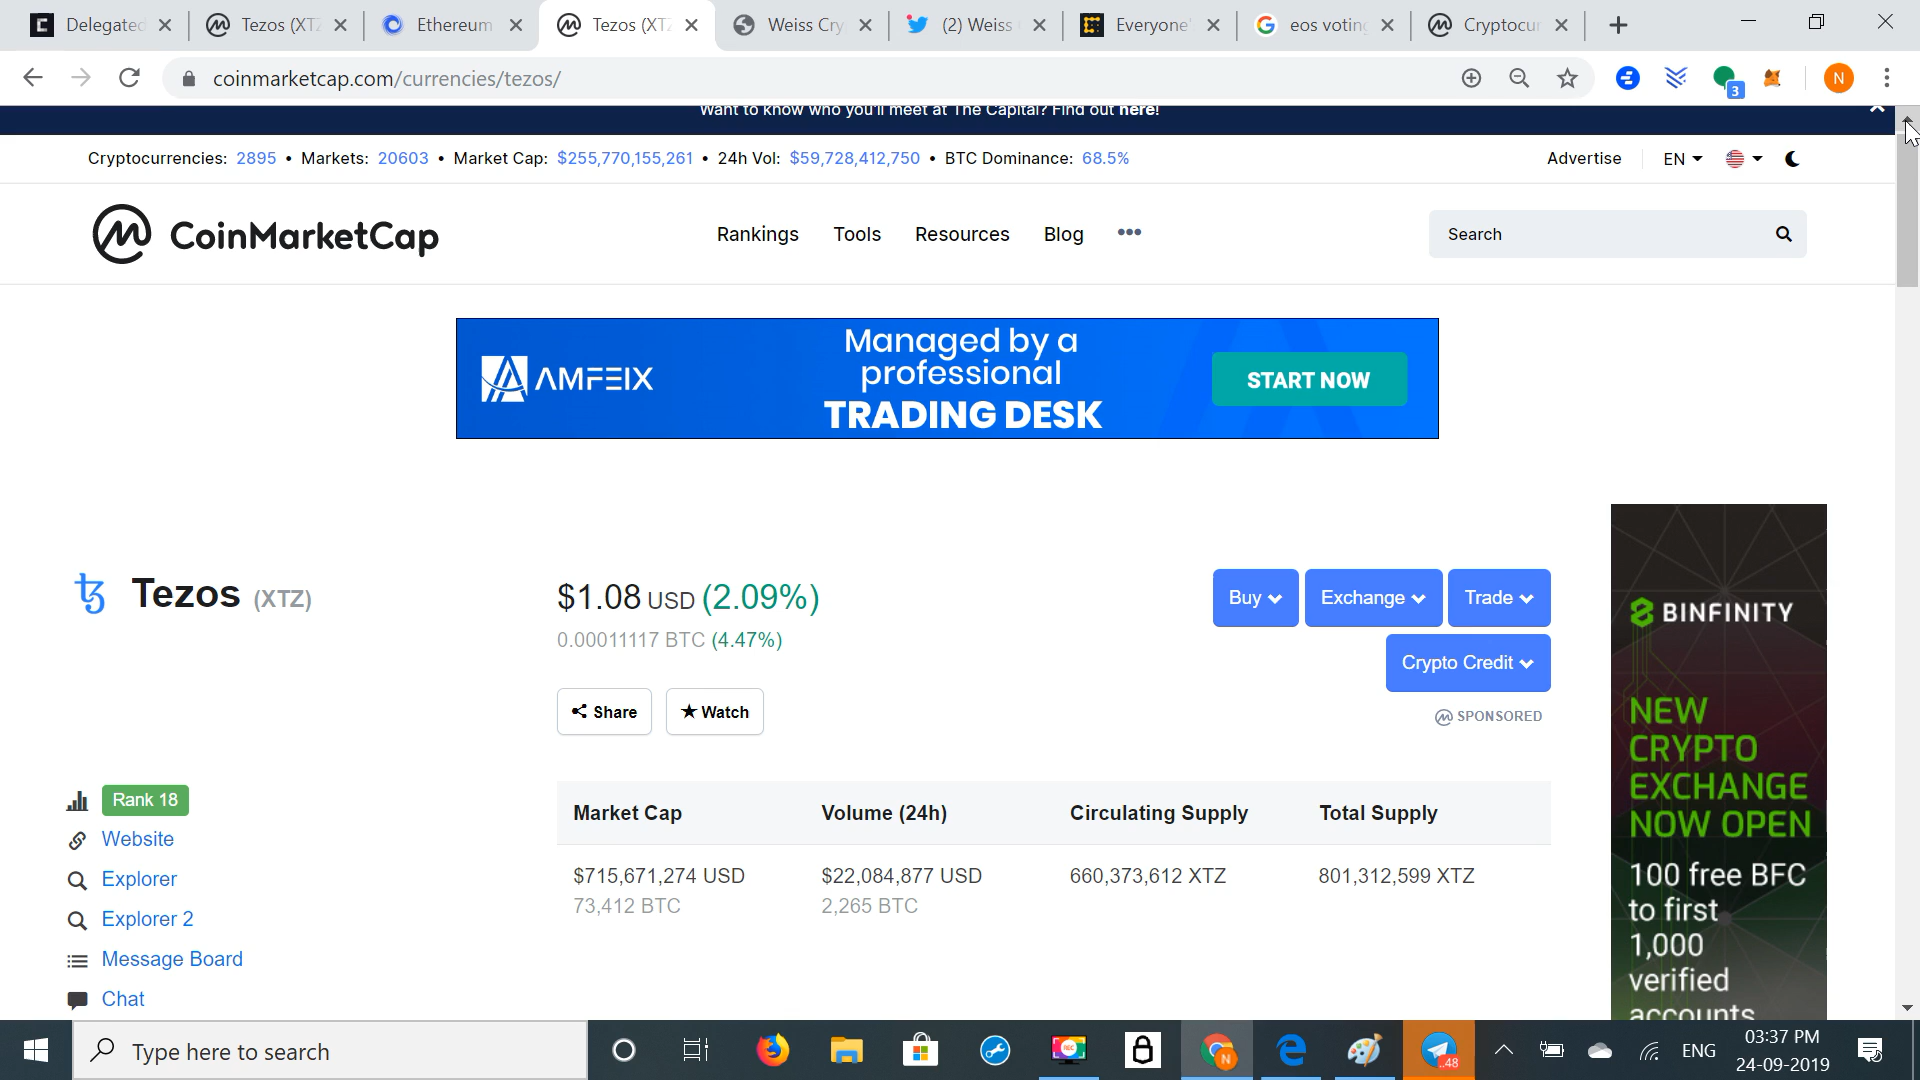 Delegated
Tezos (XTZ
Ethereum
Tezos (XTZ
Weiss Cry
(2) Weiss
Everyone'
eos voting
Cryptocur
coinmarketcap.com/currencies/tezos/
3
N
Want to know who you'll meet at The Capital? Find out here!
Cryptocurrencies: 2895 • Markets: 20603 • Market Cap: $255,770,155,261 • 24h Vol: $59,728,412,750 • BTC Dominance: 68.5%
Advertise
EN
CoinMarketCap
Rankings
Tools
Resources
Blog
•••
Search
AMFEIX
Managed by a
professional
TRADING DESK
START NOW
Tezos (XTZ)
$1.08 USD (2.09%)
0.00011117 BTC (4.47%)
Share
Watch
Buy
Exchange
Trade
Crypto Credit
SPONSORED
BINFINITY
NEW
CRYPTO
EXCHANGE
NOW OPEN
100 free BFC
to first
1,000
verified
accounts
Rank 18
Website
Explorer
Explorer 2
Message Board
Chat
Market Cap
Volume (24h)
Circulating Supply
Total Supply
$715,671,274 USD
$22,084,877 USD
660,373,612 XTZ
801,312,599 XTZ
73,412 BTC
2,265 BTC
Type here to search
REC
N
..48
ENG
03:37 PM
24-09-2019